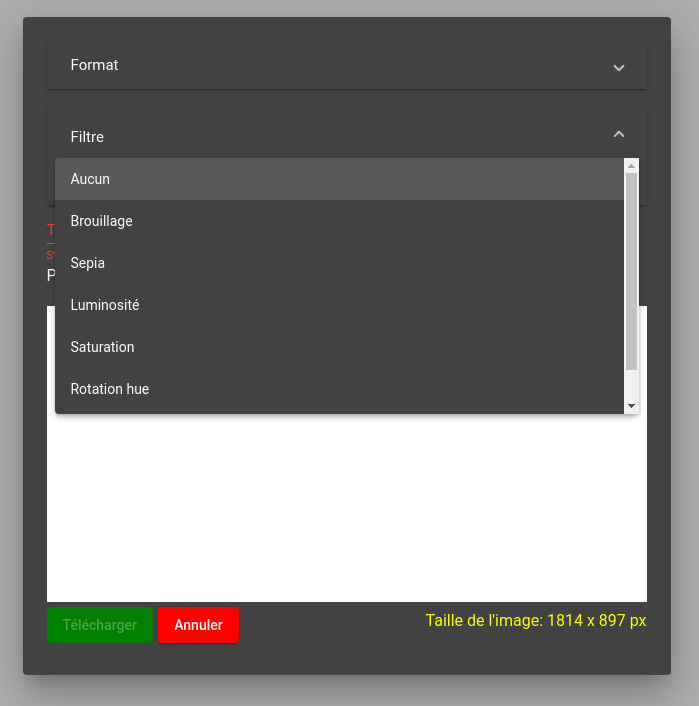 Format
Filtre
Aucun
Brouillage
Sepia
Luminosité
Saturation
Rotation hue
Télécharger
Annuler
Taille de l'image: 1814 x 897 px